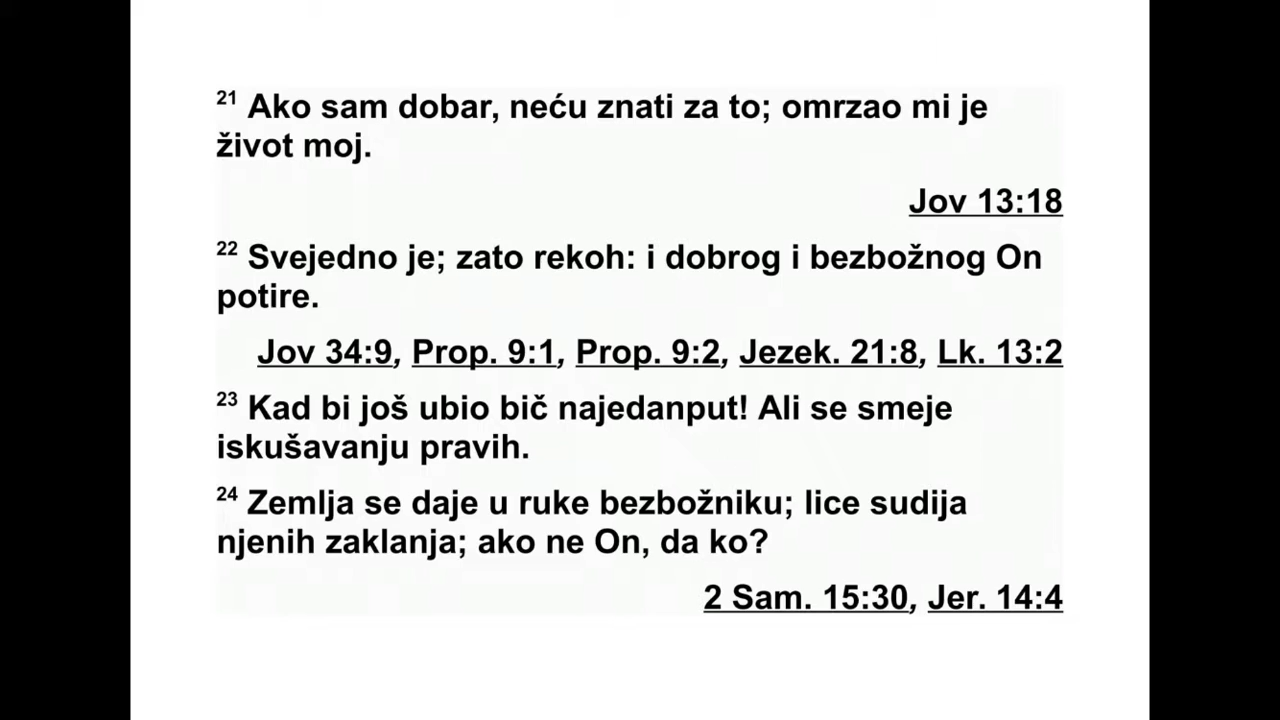 21 Ako sam dobar, neću znati za to; omrzao mi je
život moj.
Jov 13:18
22 Svejedno je; zato rekoh: i dobrog i bezbožnog On
potire.
Jov 34:9, Prop. 9:1, Prop. 9:2, Jezek. 21:8, Lk. 13:2
23 Kad bi još ubio bič najedanput! Ali se smeje
iskušavanju pravih.
24 Zemlja se daje u ruke bezbožniku; lice sudija
njenih zaklanja; ako ne On, da ko?
2 Sam. 15:30, Jer. 14:4